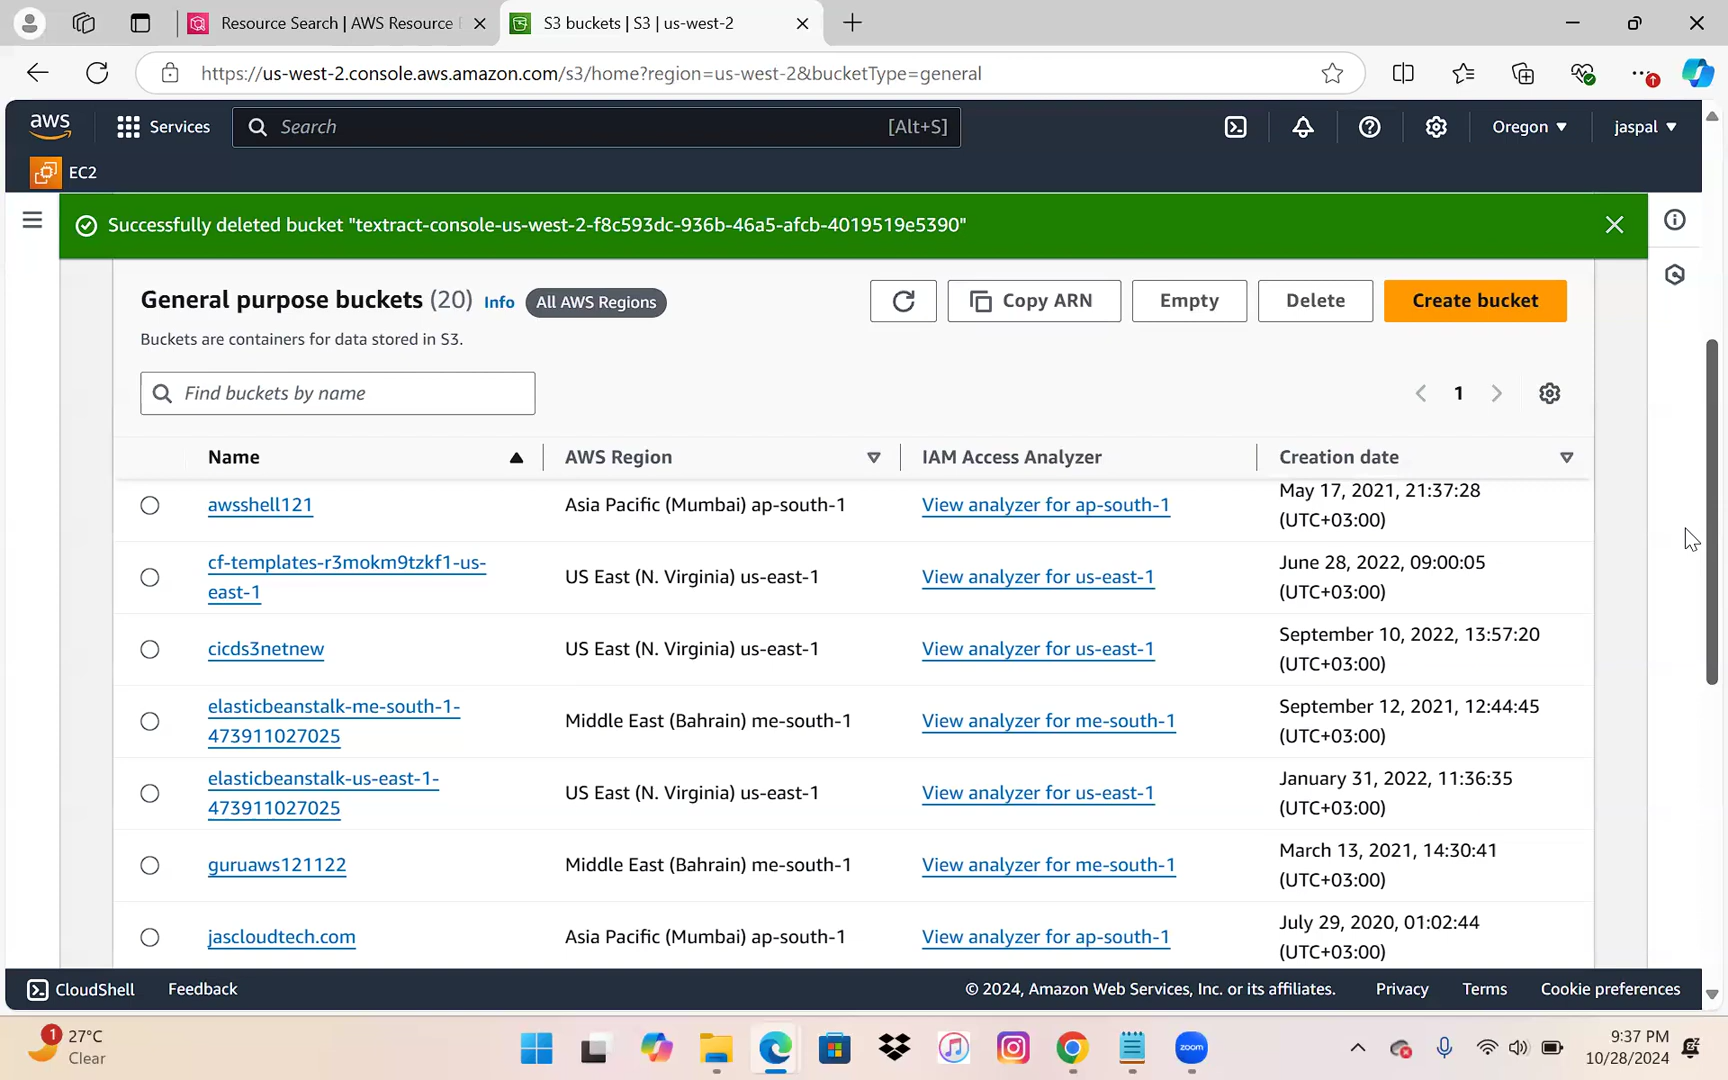 Resource Search | AWS Resource
S3 buckets | S3 | us-west-2
https://us-west-2.console.aws.amazon.com/s3/home?region=us-west-2&bucketType=general
aws
Services
Search
[Alt+S]
Oregon
jaspal
EC2
Successfully deleted bucket "textract-console-us-west-2-f8c593dc-936b-46a5-afcb-4019519e5390"
General purpose buckets (20) Info All AWS Regions
Copy ARN
Empty
Delete
Create bucket
Buckets are containers for data stored in S3.
Find buckets by name
1
Name AWS Region IAM Access Analyzer Creation date
awsshell121 Asia Pacific (Mumbai) ap-south-1 View analyzer for ap-south-1 May 17, 2021, 21:37:28
(UTC+03:00)
cf-templates-r3mokm9tzkf1-us- US East (N. Virginia) us-east-1 View analyzer for us-east-1 June 28, 2022, 09:00:05
east-1 (UTC+03:00)
cicds3netnew US East (N. Virginia) us-east-1 View analyzer for us-east-1 September 10, 2022, 13:57:20
(UTC+03:00)
elasticbeanstalk-me-south-1- Middle East (Bahrain) me-south-1 View analyzer for me-south-1 September 12, 2021, 12:44:45
473911027025 (UTC+03:00)
elasticbeanstalk-us-east-1- US East (N. Virginia) us-east-1 View analyzer for us-east-1 January 31, 2022, 11:36:35
473911027025 (UTC+03:00)
guruaws121122 Middle East (Bahrain) me-south-1 View analyzer for me-south-1 March 13, 2021, 14:30:41
(UTC+03:00)
jascloudtech.com Asia Pacific (Mumbai) ap-south-1 View analyzer for ap-south-1 July 29, 2020, 01:02:44
(UTC+03:00)
CloudShell Feedback © 2024, Amazon Web Services, Inc. or its affiliates. Privacy Terms Cookie preferences
1
27°C
Clear
zoom
9:37 PM
10/28/2024